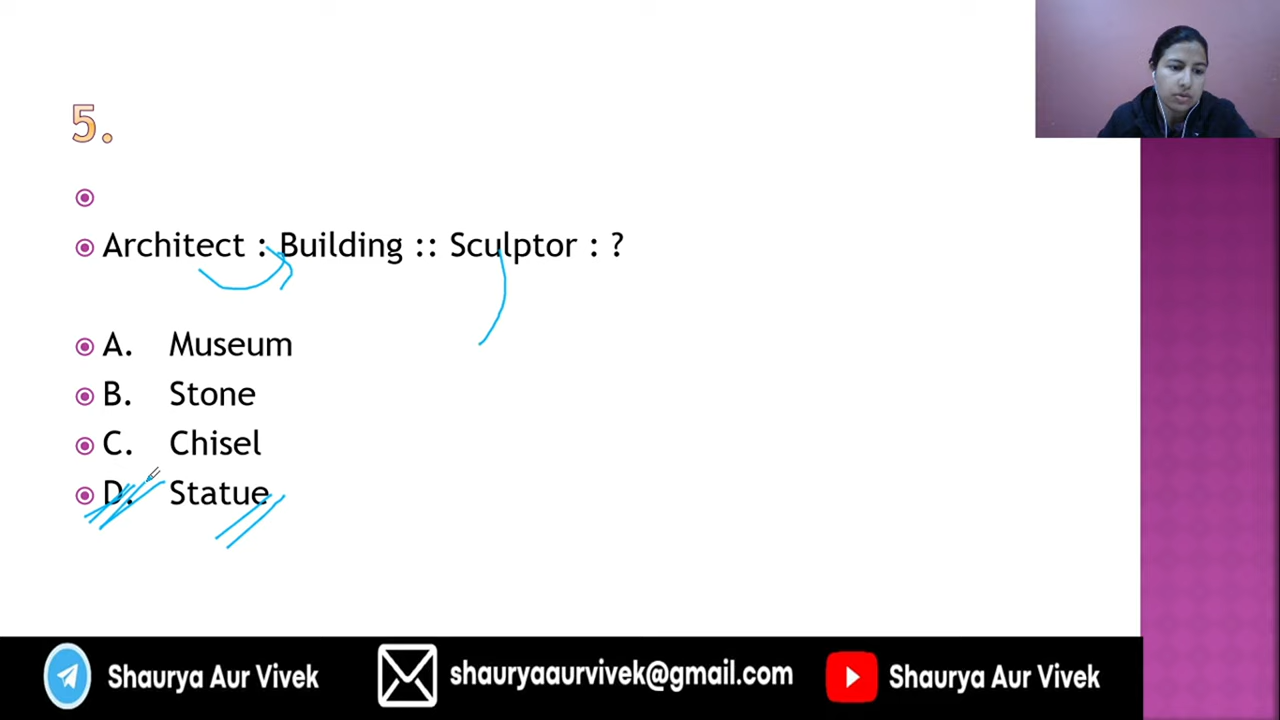 5.
Architect : Building :: Sculptor : ?
A. Museum
B. Stone
C. Chisel
D. Statue
Shaurya Aur Vivek shauryaaurvivek@gmail.com Shaurya Aur Vivek